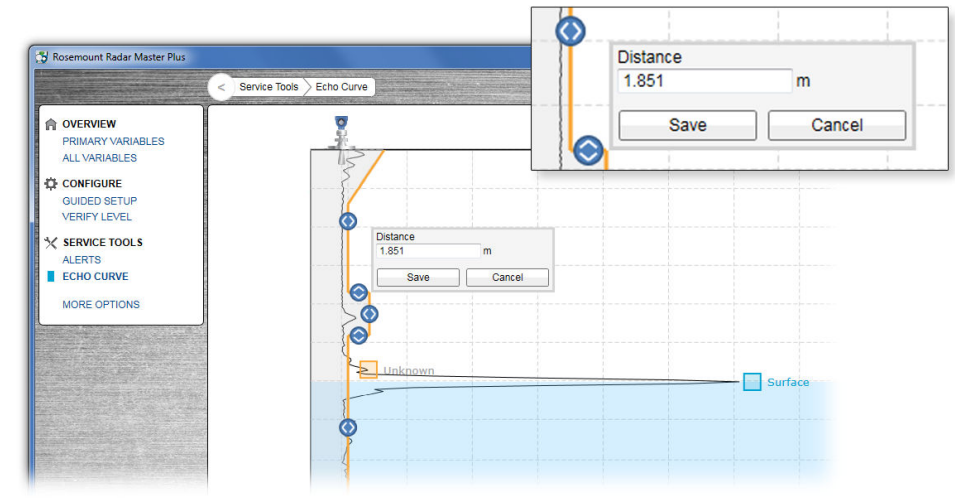 Rosemount Radar Master Plus
< Service Tools Echo Curve
OVERVIEW
PRIMARY VARIABLES
ALL VARIABLES
CONFIGURE
GUIDED SETUP
VERIFY LEVEL
SERVICE TOOLS
ALERTS
ECHO CURVE
MORE OPTIONS
Distance
1.851 m
Save Cancel
Unknown
Surface
Distance
1.851 m
Save Cancel